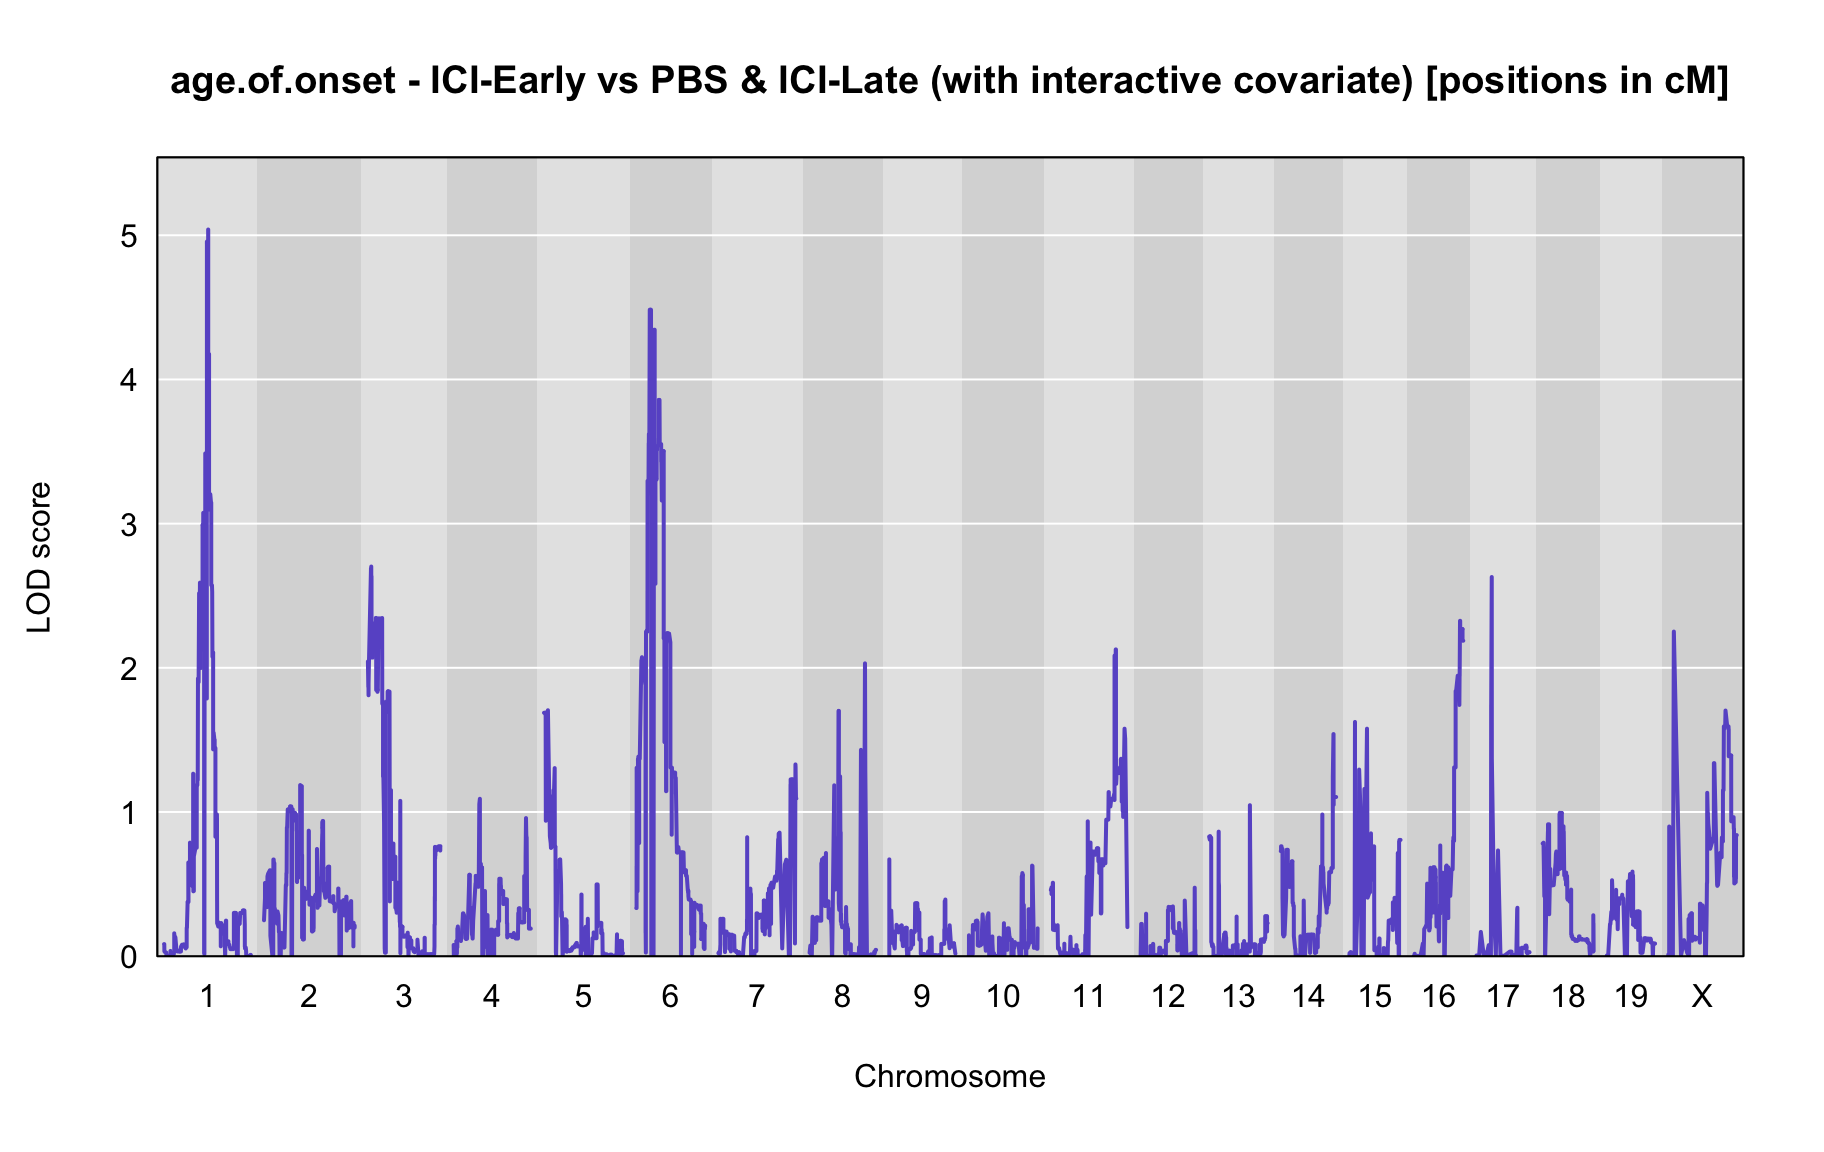 age.of.onset - ICI-Early vs PBS & ICI-Late (with interactive covariate) [positions in cM]
5
4
3
2
1
0
LOD score
1 2 3 4 5 6 7 8 9 10 11 12 13 14 15 16 17 18 19 X
Chromosome